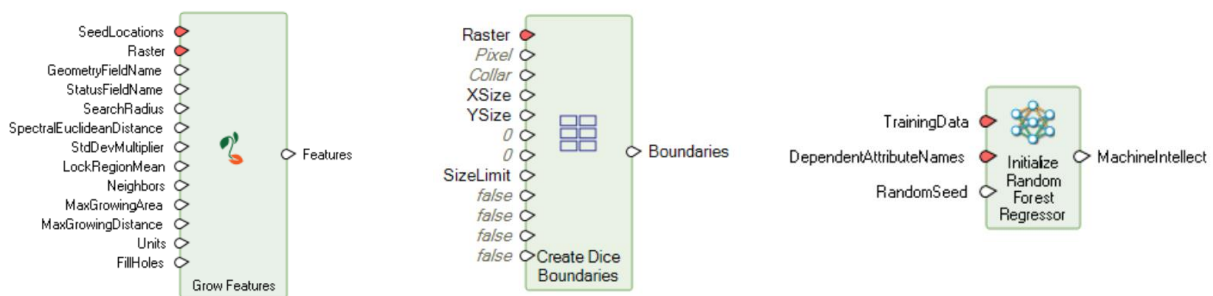 SeedLocations
Raster
GeometryFieldName
StatusFieldName
SearchRadius
SpectralEuclideanDistance
StdDevMultiplier
LockRegionMean
Neighbors
MaxGrowingArea
MaxGrowingDistance
Units
FillHoles
Features
Grow Features
Raster
Pixel
Collar
XSize
YSize
0
0
SizeLimit
false
false
false
false
Boundaries
Create Dice
Boundaries
TrainingData
DependentAttributeNames
RandomSeed
Initialize
Random
Forest
Regressor
MachineIntellect